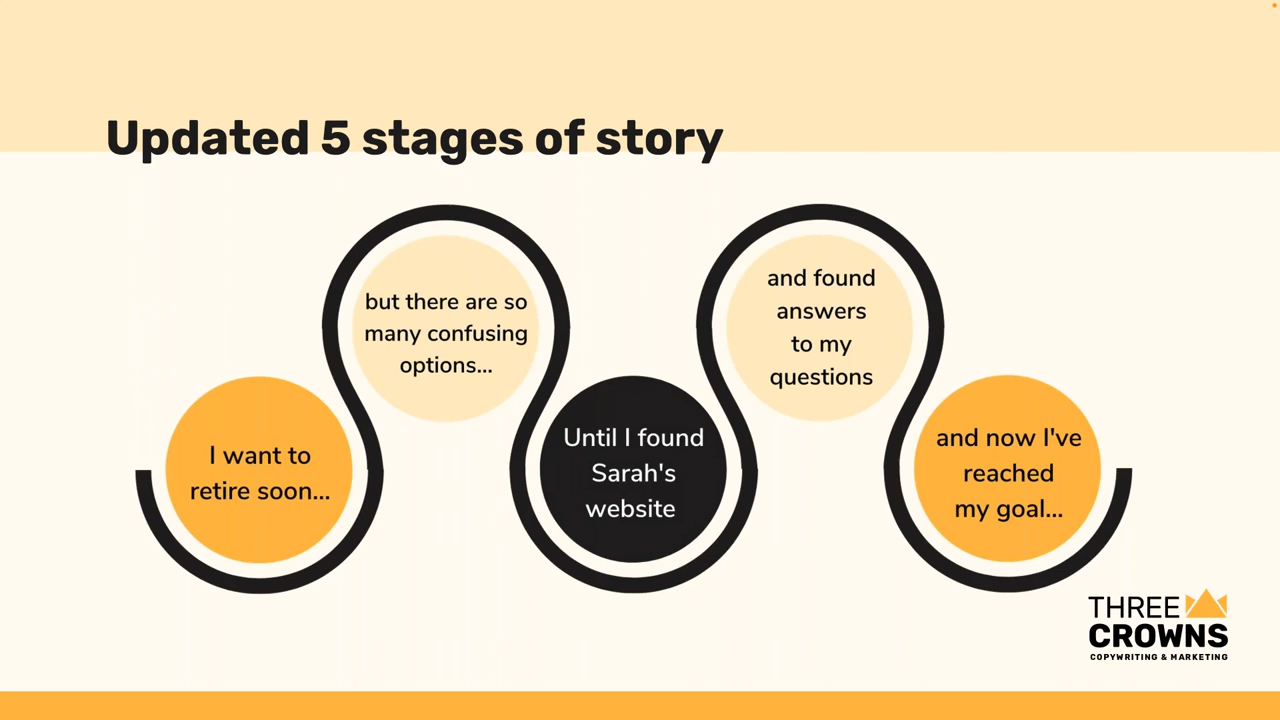 Updated 5 stages of story
I want to
retire soon...
but there are so
many confusing
options...
Until I found
Sarah's
website
and found
answers
to my
questions
and now I've
reached
my goal...
THREE
CROWNS
COPYWRITING & MARKETING